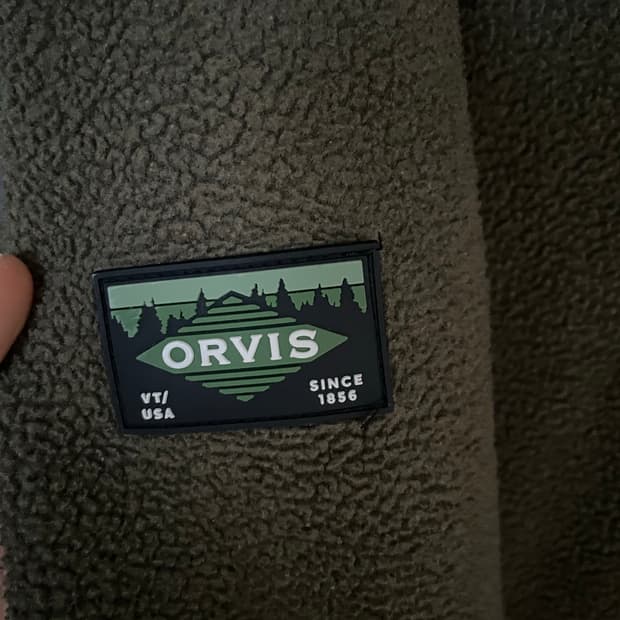 ORVIS
VT/
USA
SINCE
1856